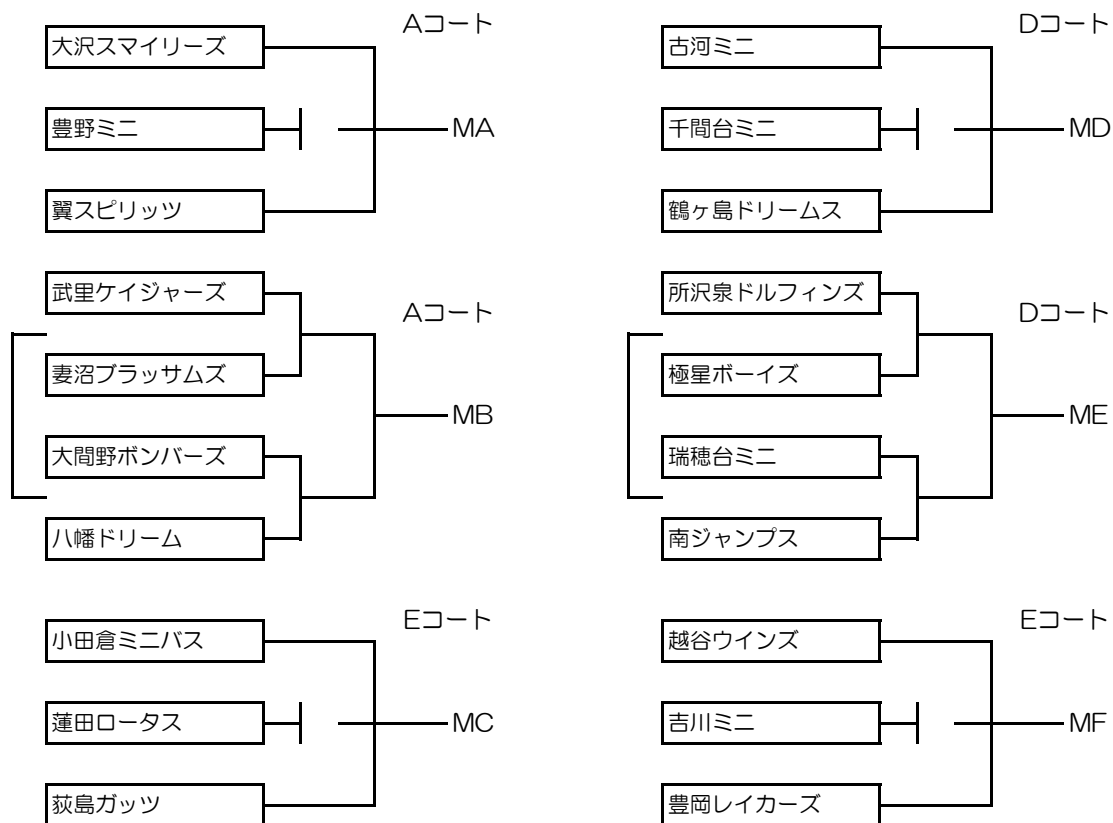 Aコート
大沢スマイリーズ
豊野ミニ
MA
翼スピリッツ
武里ケイジャーズ
Aコート
妻沼ブラッサムズ
MB
大間野ボンバーズ
八幡ドリーム
Eコート
小田倉ミニバス
蓮田ロータス
MC
荻島ガッツ
Dコート
古河ミニ
千間台ミニ
MD
鶴ヶ島ドリームス
所沢泉ドルフィンズ
Dコート
極星ボーイズ
ME
瑞穂台ミニ
南ジャンプス
Eコート
越谷ウインズ
吉川ミニ
MF
豊岡レイカーズ